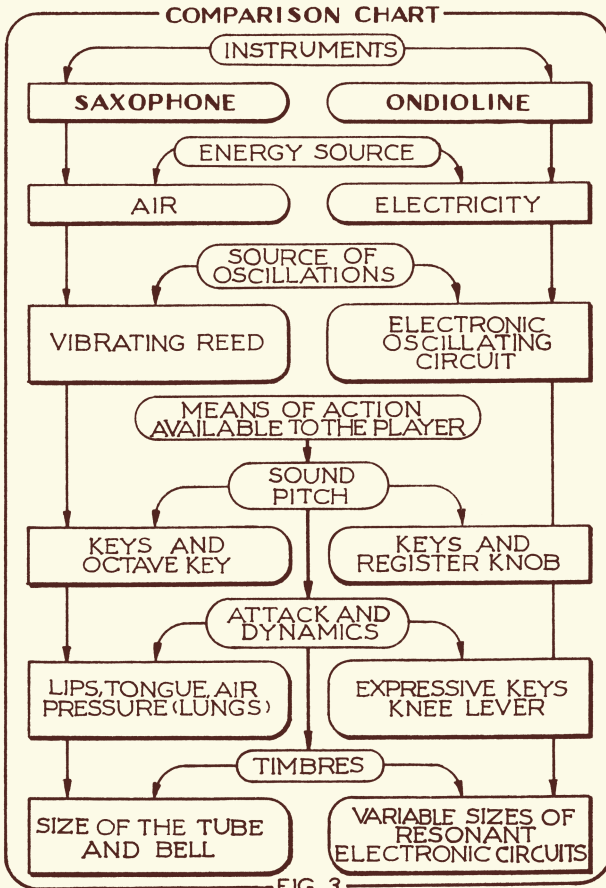 COMPARISON CHART
INSTRUMENTS
SAXOPHONE
ONDIOLINE
ENERGY SOURCE
AIR
ELECTRICITY
SOURCE OF
OSCILLATIONS
VIBRATING REED
ELECTRONIC
OSCILLATING
CIRCUIT
MEANS OF ACTION
AVAILABLE TO THE PLAYER
SOUND
PITCH
KEYS AND
OCTAVE KEY
KEYS AND
REGISTER KNOB
ATTACK AND
DYNAMICS
LIPS, TONGUE, AIR
PRESSURE (LUNGS)
EXPRESSIVE KEYS
KNEE LEVER
TIMBRES
SIZE OF THE TUBE
AND BELL
VARIABLE SIZES OF
RESONANT
ELECTRONIC CIRCUITS
FIG. 3